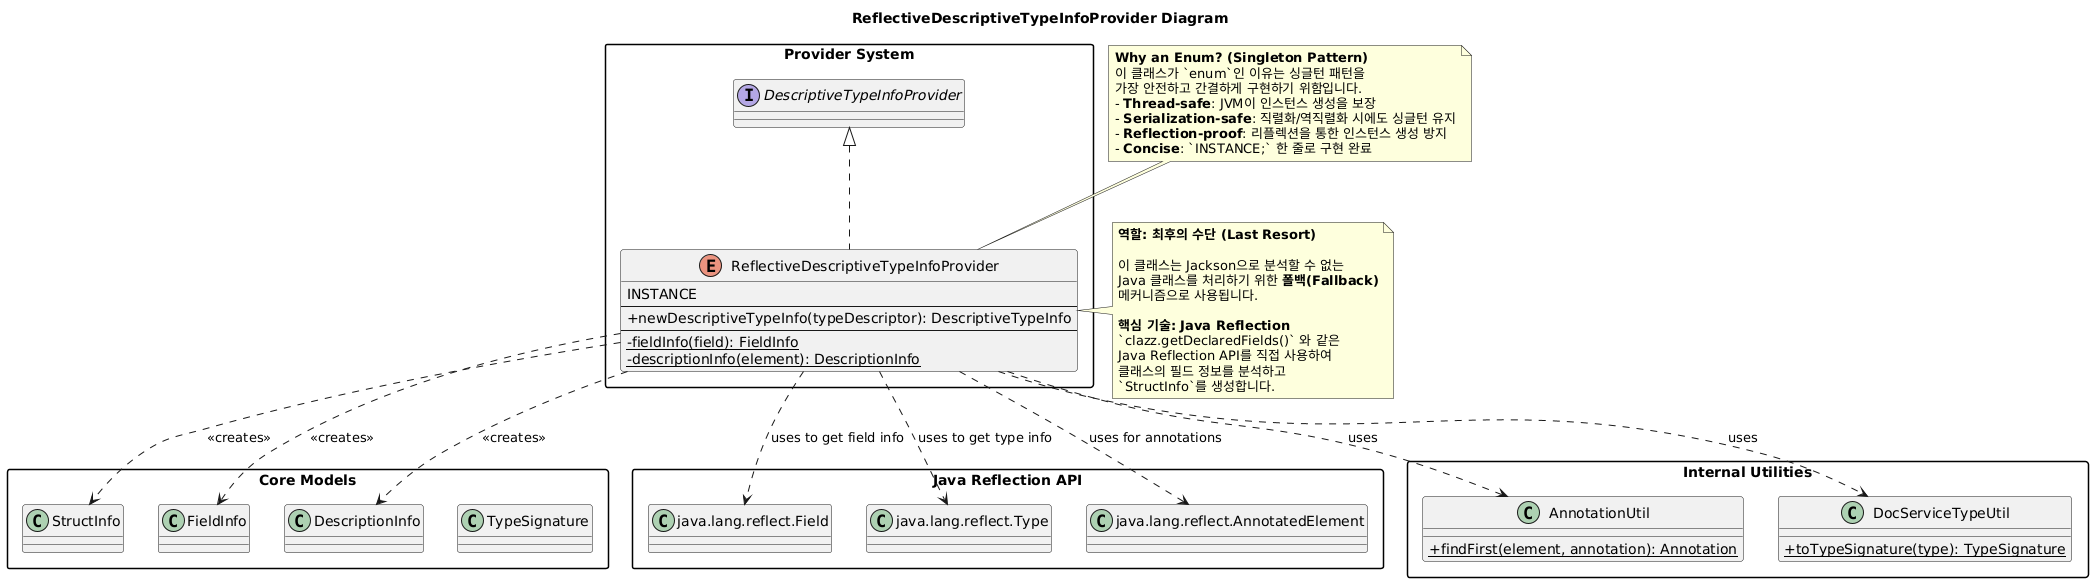 ReflectiveDescriptiveTypeInfoProvider Diagram
Provider System
I DescriptiveTypeInfoProvider
Why an Enum? (Singleton Pattern)
이 클래스가 `enum`인 이유는 싱글턴 패턴을
가장 안전하고 간결하게 구현하기 위함입니다.
- Thread-safe: JVM이 인스턴스 생성을 보장
- Serialization-safe: 직렬화/역직렬화 시에도 싱글턴 유지
- Reflection-proof: 리플렉션을 통한 인스턴스 생성 방지
- Concise: `INSTANCE;` 한 줄로 구현 완료
E ReflectiveDescriptiveTypeInfoProvider
INSTANCE
+newDescriptiveTypeInfo(typeDescriptor): DescriptiveTypeInfo
-fieldInfo(field): FieldInfo
-descriptionInfo(element): DescriptionInfo
역할: 최후의 수단 (Last Resort)
이 클래스는 Jackson으로 분석할 수 없는
Java 클래스를 처리하기 위한 폴백(Fallback)
메커니즘으로 사용됩니다.
핵심 기술: Java Reflection
`clazz.getDeclaredFields()` 와 같은
Java Reflection API를 직접 사용하여
클래스의 필드 정보를 분석하고
`StructInfo`를 생성합니다.
«creates»
«creates»
«creates»
uses to get field info
uses to get type info
uses for annotations
uses
uses
Core Models
C StructInfo
C FieldInfo
C DescriptionInfo
C TypeSignature
Java Reflection API
C java.lang.reflect.Field
C java.lang.reflect.Type
C java.lang.reflect.AnnotatedElement
Internal Utilities
C AnnotationUtil
+findFirst(element, annotation): Annotation
C DocServiceTypeUtil
+toTypeSignature(type): TypeSignature